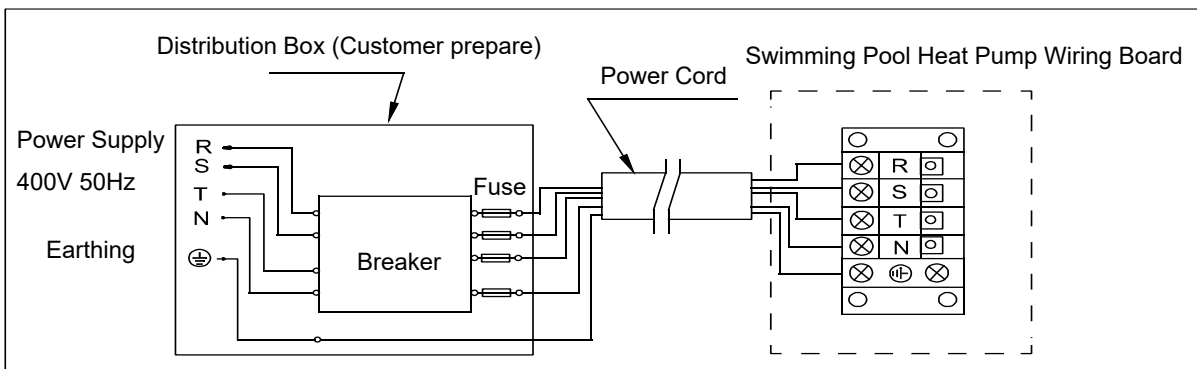 Distribution Box (Customer prepare)
Swimming Pool Heat Pump Wiring Board
Power Cord
Power Supply
400V 50Hz
Earthing
R
S
T
N
Fuse
Breaker
R
S
T
N